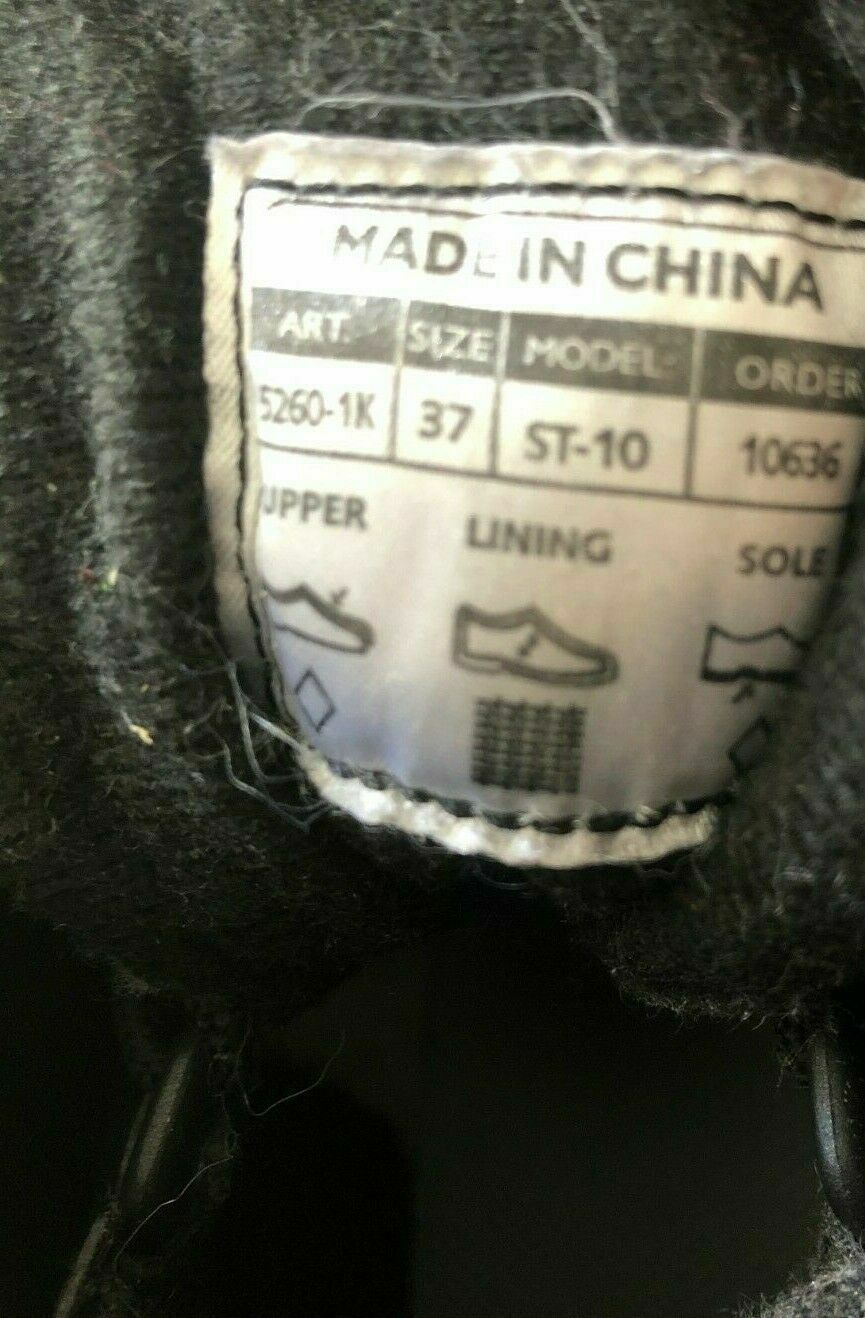 MADE IN CHINA
ART. SIZE MODEL ORDER
5260-1K 37 ST-10 10636
UPPER LINING SOLE